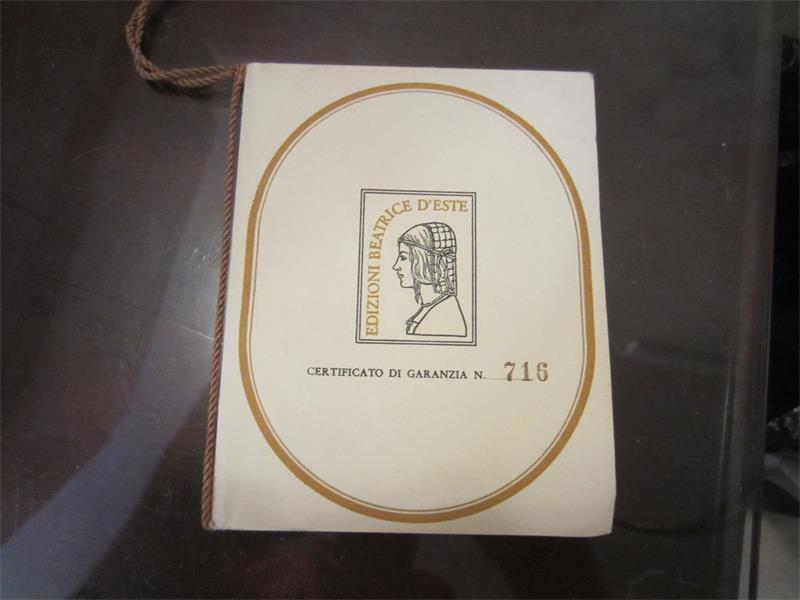 EDIZIONI BEATRICE D'ESTE
CERTIFICATO DI GARANZIA N. 716